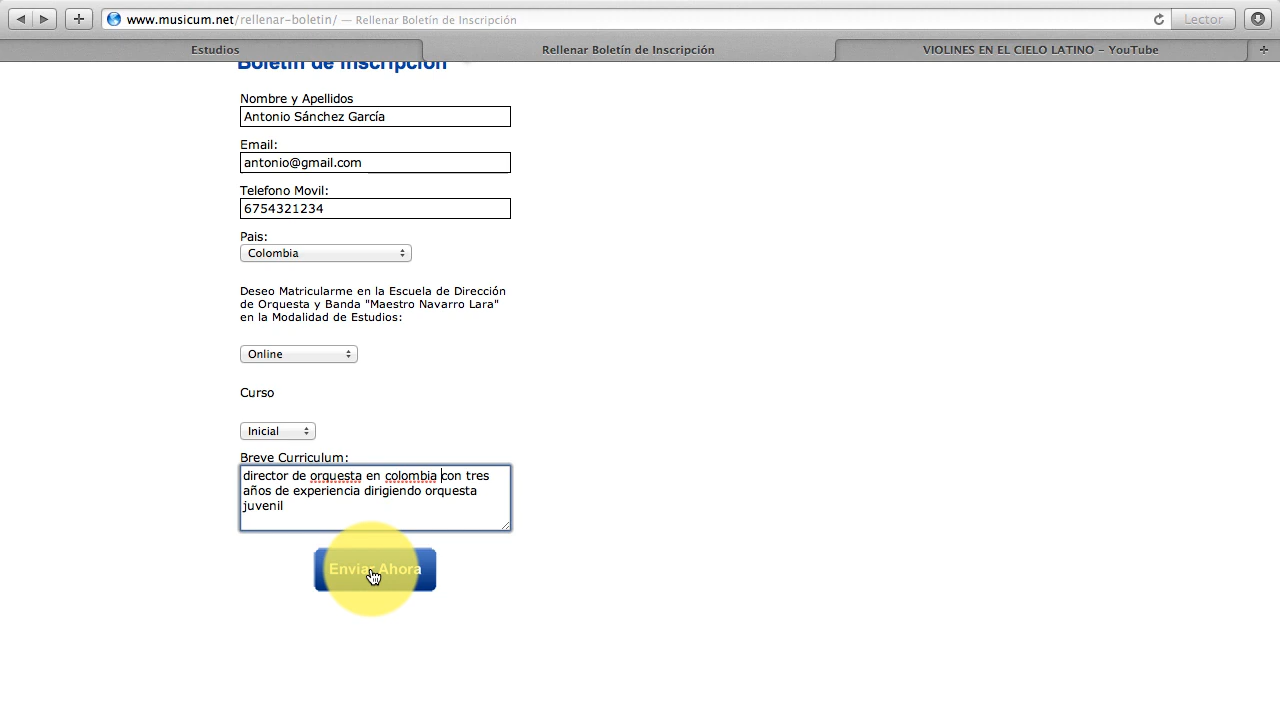 www.musicum.net/rellenar-boletin/ — Rellenar Boletín de Inscripción
Lector
Estudios
Rellenar Boletín de Inscripción
VIOLINES EN EL CIELO LATINO – YouTube
Boletín de Inscripción
Nombre y Apellidos
Antonio Sánchez García
Email:
antonio@gmail.com
Telefono Movil:
6754321234
Pais:
Colombia
Deseo Matricularme en la Escuela de Dirección
de Orquesta y Banda "Maestro Navarro Lara"
en la Modalidad de Estudios:
Online
Curso
Inicial
Breve Curriculum:
director de orquesta en colombia con tres
años de experiencia dirigiendo orquesta
juvenil
Enviar Ahora